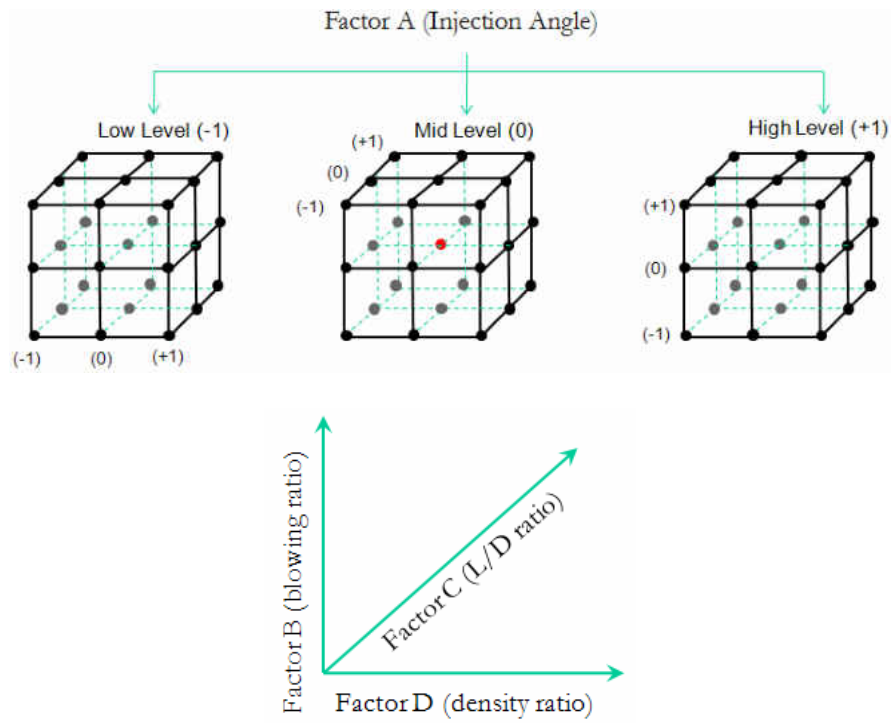 Factor A (Injection Angle)
Low Level (-1)
Mid Level (0)
High Level (+1)
(+1)
(0)
(-1)
(+1)
(0)
(-1)
(-1)
(0)
(+1)
Factor B (blowing ratio)
Factor C (L/D ratio)
Factor D (density ratio)